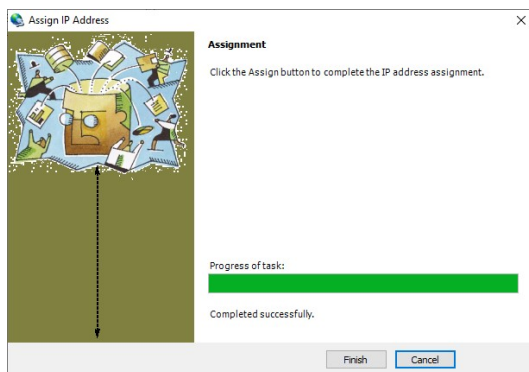 Assign IP Address
Assignment
Click the Assign button to complete the IP address assignment.
Progress of task:
Completed successfully.
Finish
Cancel